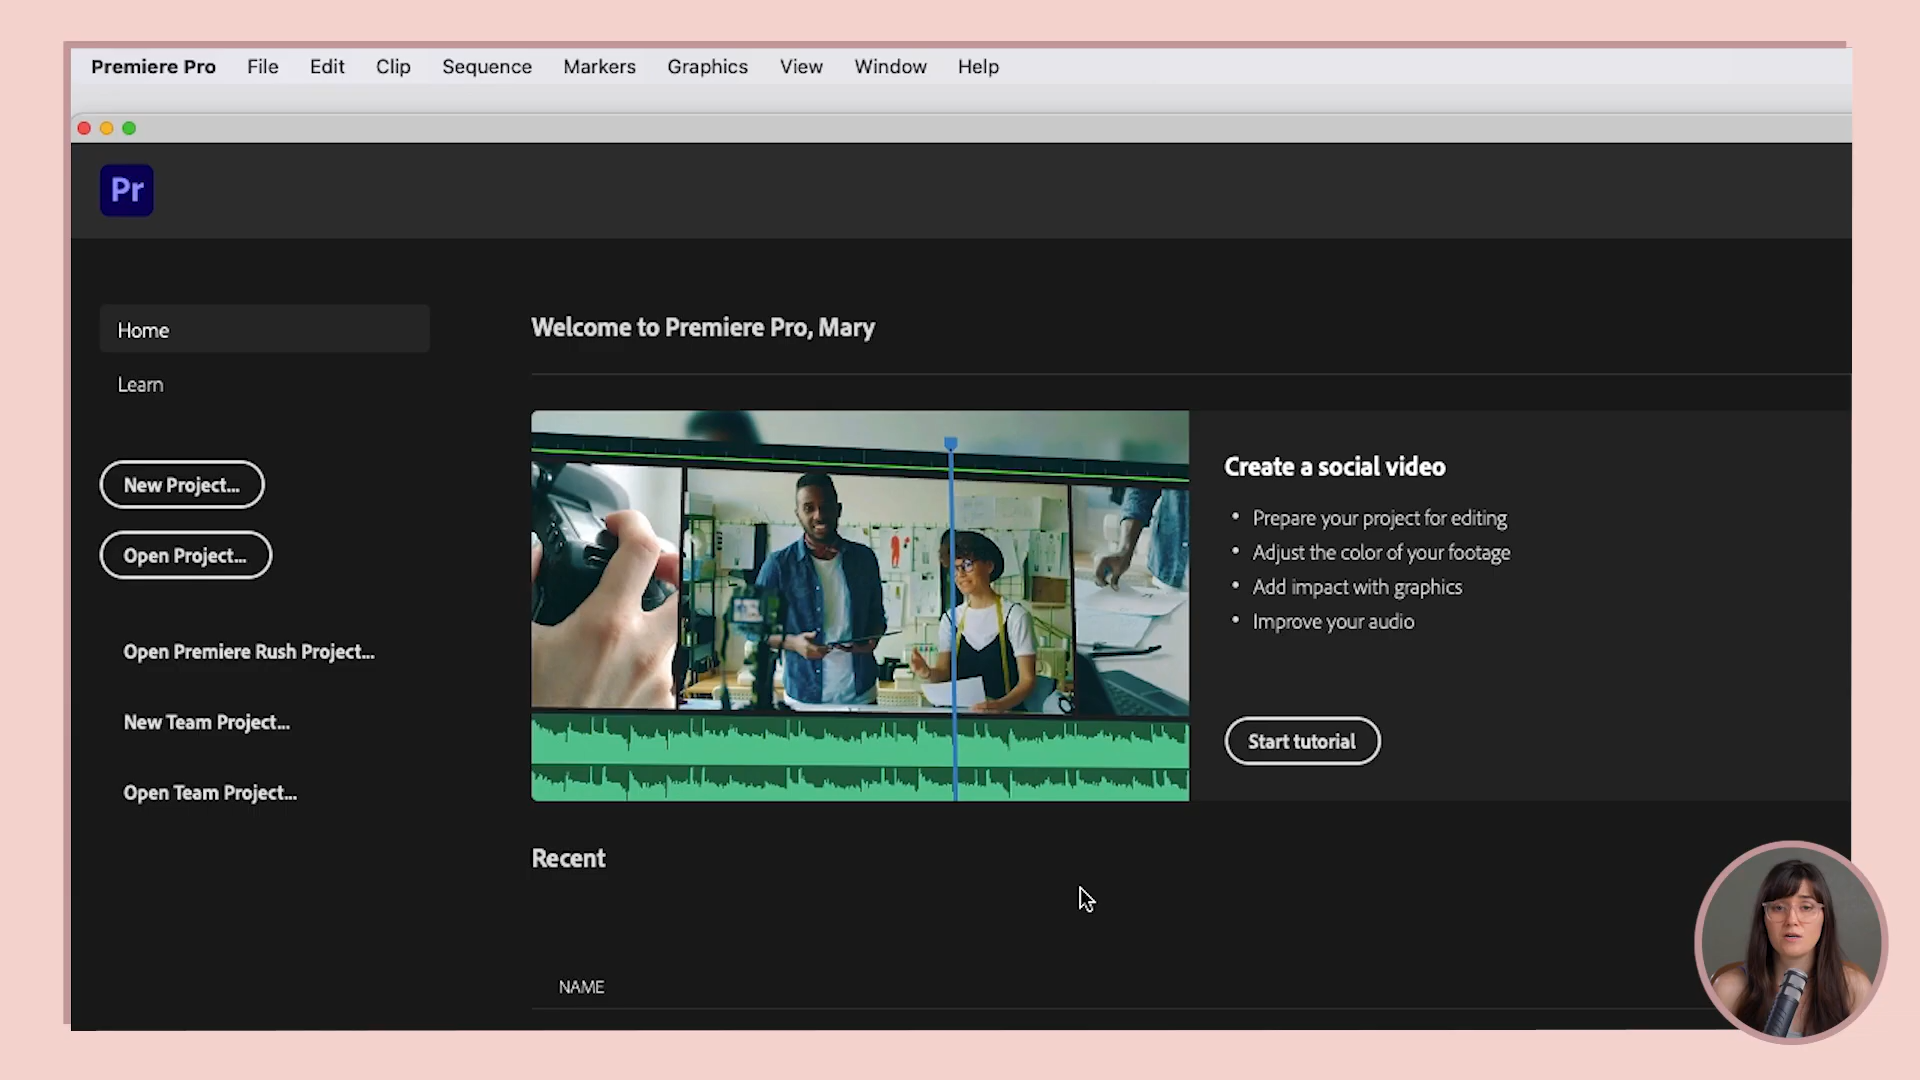 Premiere Pro File Edit Clip Sequence Markers Graphics View Window Help
Pr
Home
Learn
New Project...
Open Project...
Open Premiere Rush Project...
New Team Project...
Open Team Project...
Welcome to Premiere Pro, Mary
Create a social video
• Prepare your project for editing
• Adjust the color of your footage
• Add impact with graphics
• Improve your audio
Start tutorial
Recent
NAME